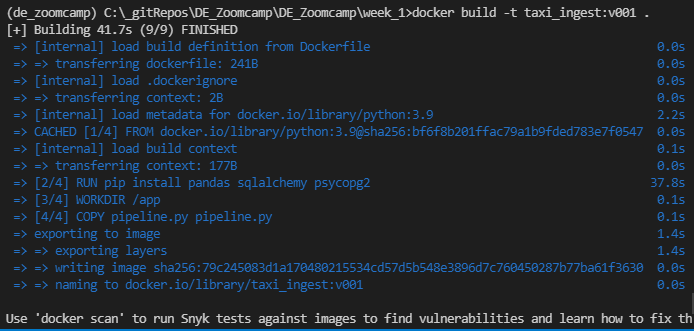 (de_zoomcamp) C:\_gitRepos\DE_Zoomcamp\DE_Zoomcamp\week_1>docker build -t taxi_ingest:v001 .
[+] Building 41.7s (9/9) FINISHED
=> [internal] load build definition from Dockerfile 0.0s
=> => transferring dockerfile: 241B 0.0s
=> [internal] load .dockerignore 0.0s
=> => transferring context: 2B 0.0s
=> [internal] load metadata for docker.io/library/python:3.9 2.2s
=> CACHED [1/4] FROM docker.io/library/python:3.9@sha256:bf6f8b201ffac79a1b9fded783e7f0547 0.0s
=> [internal] load build context 0.1s
=> => transferring context: 177B 0.0s
=> [2/4] RUN pip install pandas sqlalchemy psycopg2 37.8s
=> [3/4] WORKDIR /app 0.1s
=> [4/4] COPY pipeline.py pipeline.py 0.1s
=> exporting to image 1.4s
=> => exporting layers 1.4s
=> => writing image sha256:79c245083d1a170480215534cd57d5b548e3896d7c760450287b77ba61f3630 0.0s
=> => naming to docker.io/library/taxi_ingest:v001 0.0s
Use 'docker scan' to run Snyk tests against images to find vulnerabilities and learn how to fix th